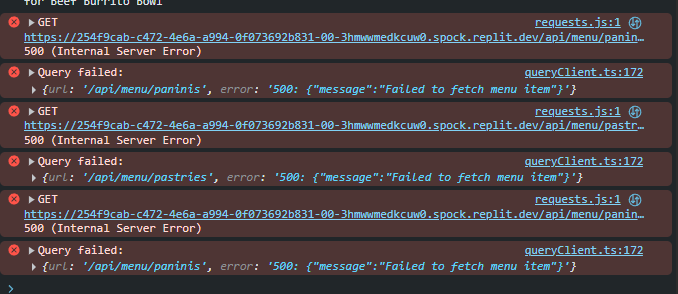 for Beef Burrito Bowl
▶GET requests.js:1
https://254f9cab-c472-4e6a-a994-0f073692b831-00-3hmwwmedkcuw0.spock.replit.dev/api/menu/panin…
500 (Internal Server Error)
▶Query failed: queryClient.ts:172
▶{url: '/api/menu/paninis', error: '500: {"message":"Failed to fetch menu item"}'}
▶GET requests.js:1
https://254f9cab-c472-4e6a-a994-0f073692b831-00-3hmwwmedkcuw0.spock.replit.dev/api/menu/pastr…
500 (Internal Server Error)
▶Query failed: queryClient.ts:172
▶{url: '/api/menu/pastries', error: '500: {"message":"Failed to fetch menu item"}'}
▶GET requests.js:1
https://254f9cab-c472-4e6a-a994-0f073692b831-00-3hmwwmedkcuw0.spock.replit.dev/api/menu/panin…
500 (Internal Server Error)
▶Query failed: queryClient.ts:172
▶{url: '/api/menu/paninis', error: '500: {"message":"Failed to fetch menu item"}'}
>